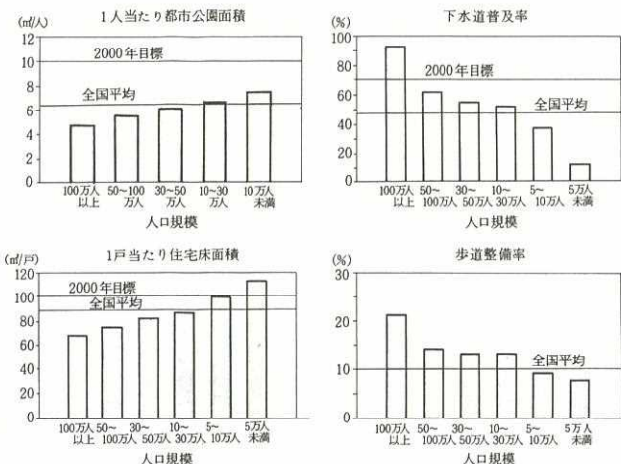 1人当たり都市公園面積
(㎡/人)
12
10
8
6
4
2
0
2000年目標
全国平均
100万人
以上
50~100
万人
30~50
万人
10~30
万人
10万人
未満
人口規模
下水道普及率
(%)
100
80
60
40
20
0
2000年目標
全国平均
100万人
以上
50~
100万人
30~
50万人
10~
30万人
5~
10万人
5万人
未満
人口規模
1戸当たり住宅床面積
(㎡/戸)
120
100
80
60
40
20
0
2000年目標
全国平均
100万人
以上
50~
100万人
30~
50万人
10~
30万人
5~
10万人
5万人
未満
人口規模
歩道整備率
(%)
30
20
10
0
全国平均
100万人
以上
50~
100万人
30~
50万人
10~
30万人
5~
10万人
5万人
未満
人口規模